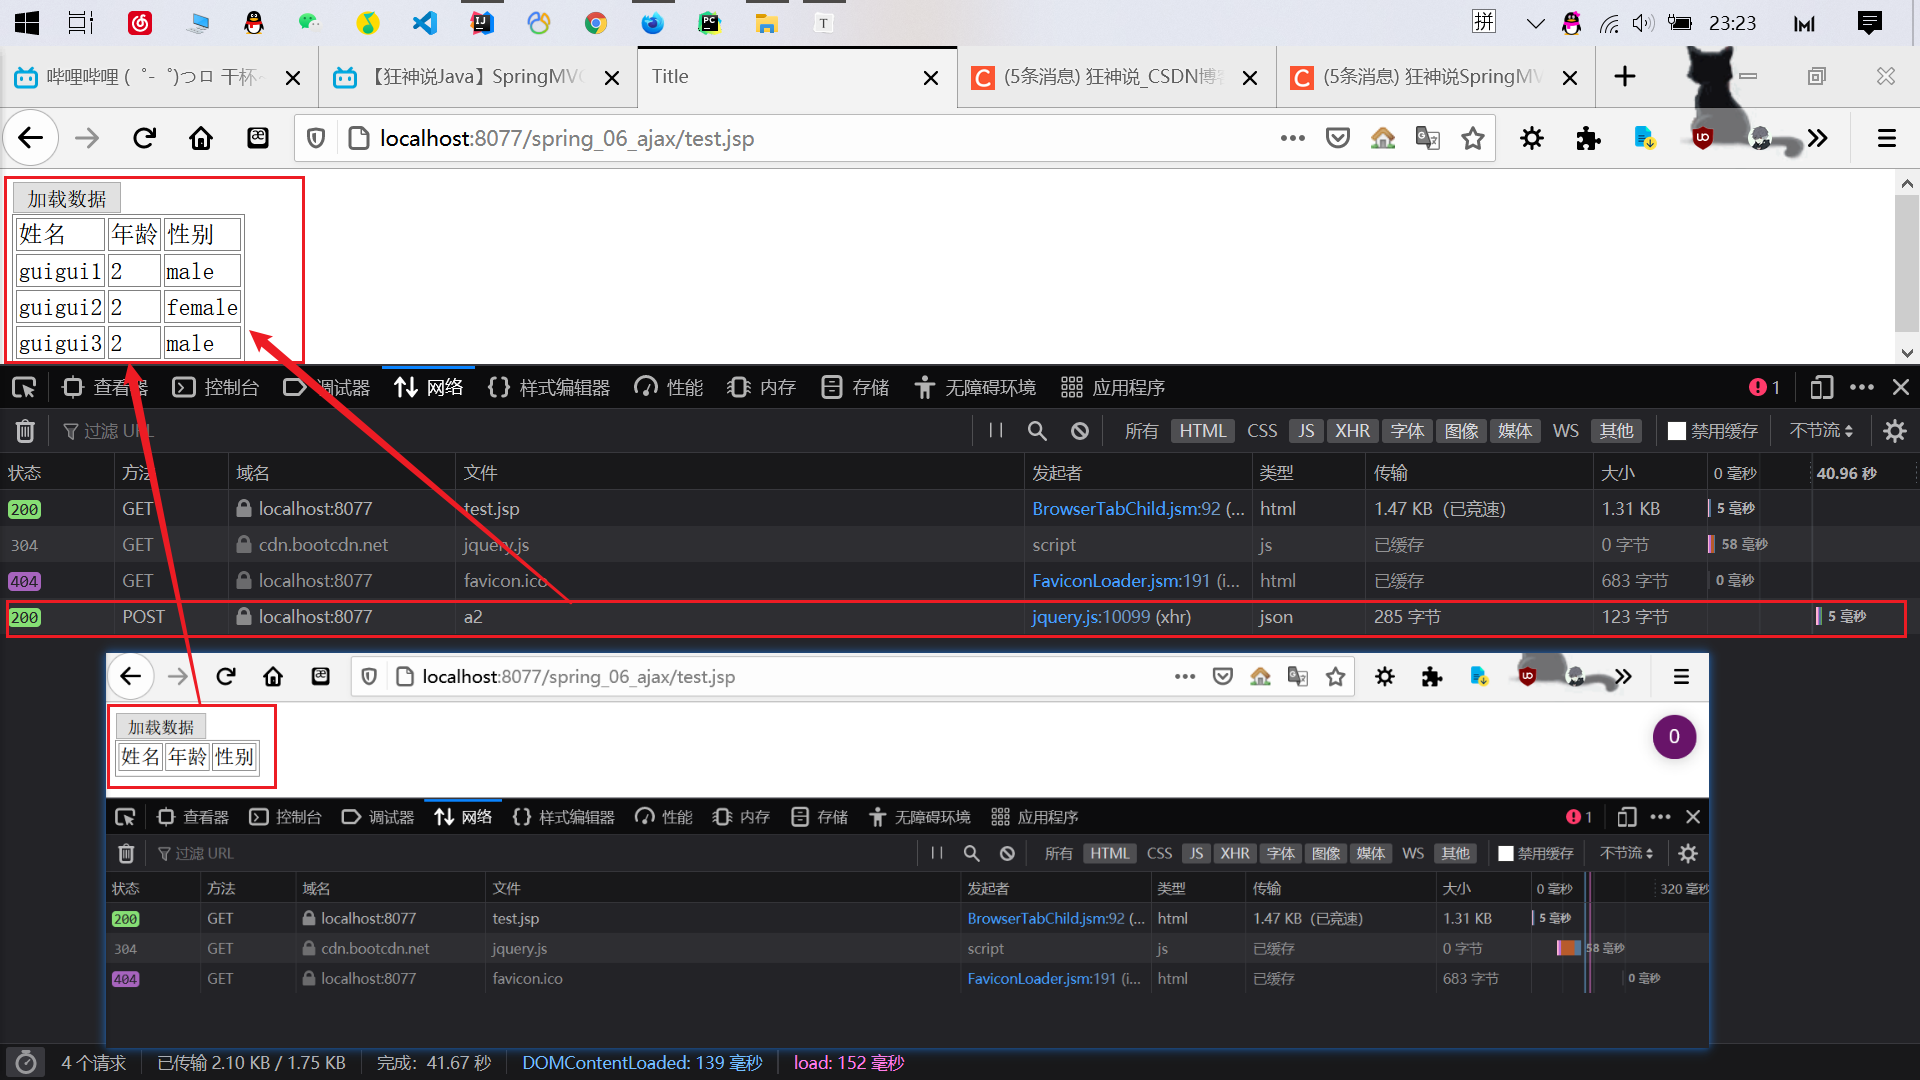 拼 23:23
哔哩哔哩 (゜-゜)つロ 干杯~ 【狂神说Java】SpringMVC Title (5条消息) 狂神说_CSDN博客 (5条消息) 狂神说SpringMV
localhost:8077/spring_06_ajax/test.jsp
加载数据
姓名 年龄 性别
guigui1 2 male
guigui2 2 female
guigui3 2 male
查看器 控制台 调试器 网络 样式编辑器 性能 内存 存储 无障碍环境 应用程序 1
过滤 URL 所有 HTML CSS JS XHR 字体 图像 媒体 WS 其他 禁用缓存 不节流
状态 方法 域名 文件 发起者 类型 传输 大小 0 毫秒 40.96 秒
200 GET localhost:8077 test.jsp BrowserTabChild.jsm:92 (... html 1.47 KB（已竞速） 1.31 KB 5 毫秒
304 GET cdn.bootcdn.net jquery.js script js 已缓存 0 字节 58 毫秒
404 GET localhost:8077 favicon.ico FaviconLoader.jsm:191 (i... html 已缓存 683 字节 0 毫秒
200 POST localhost:8077 a2 jquery.js:10099 (xhr) json 285 字节 123 字节 5 毫秒
localhost:8077/spring_06_ajax/test.jsp
加载数据
姓名 年龄 性别
0
查看器 控制台 调试器 网络 样式编辑器 性能 内存 存储 无障碍环境 应用程序 1
过滤 URL 所有 HTML CSS JS XHR 字体 图像 媒体 WS 其他 禁用缓存 不节流
状态 方法 域名 文件 发起者 类型 传输 大小 0 毫秒 320 毫秒
200 GET localhost:8077 test.jsp BrowserTabChild.jsm:92 (... html 1.47 KB（已竞速） 1.31 KB 5 毫秒
304 GET cdn.bootcdn.net jquery.js script js 已缓存 0 字节 58 毫秒
404 GET localhost:8077 favicon.ico FaviconLoader.jsm:191 (i... html 已缓存 683 字节 0 毫秒
4 个请求 已传输 2.10 KB / 1.75 KB 完成：41.67 秒 DOMContentLoaded: 139 毫秒 load: 152 毫秒